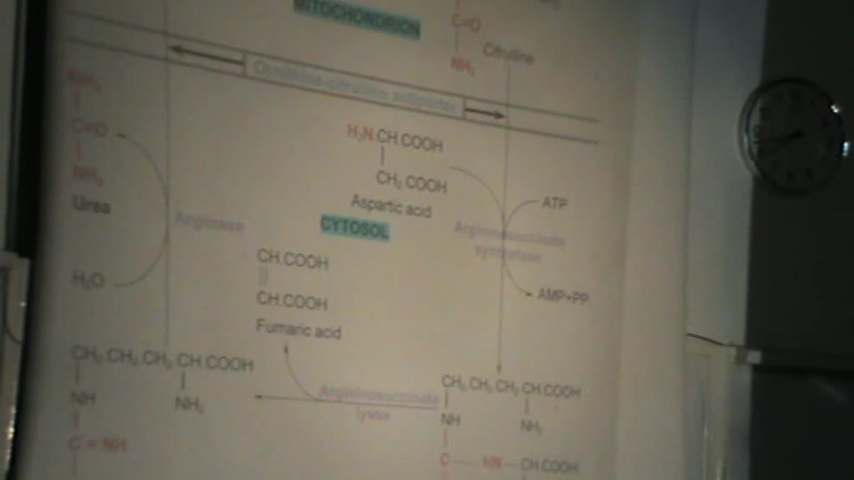 MITOCHONDRION
C=O
NH₂
Citrulline
Ornithine-citrulline antiporter
NH₂
C=O
NH₂
Urea
H₂N.CH.COOH
CH₂.COOH
Aspartic acid
ATP
CYTOSOL
Arginase
Argininosuccinate
synthetase
CH.COOH
CH.COOH
Fumaric acid
H₂O
AMP+PPi
CH₂.CH₂.CH₂.CH.COOH
NH
NH₂
C = NH
Argininosuccinate
lyase
CH₂.CH₂.CH₂.CH.COOH
NH
NH₂
C
HN
CH.COOH